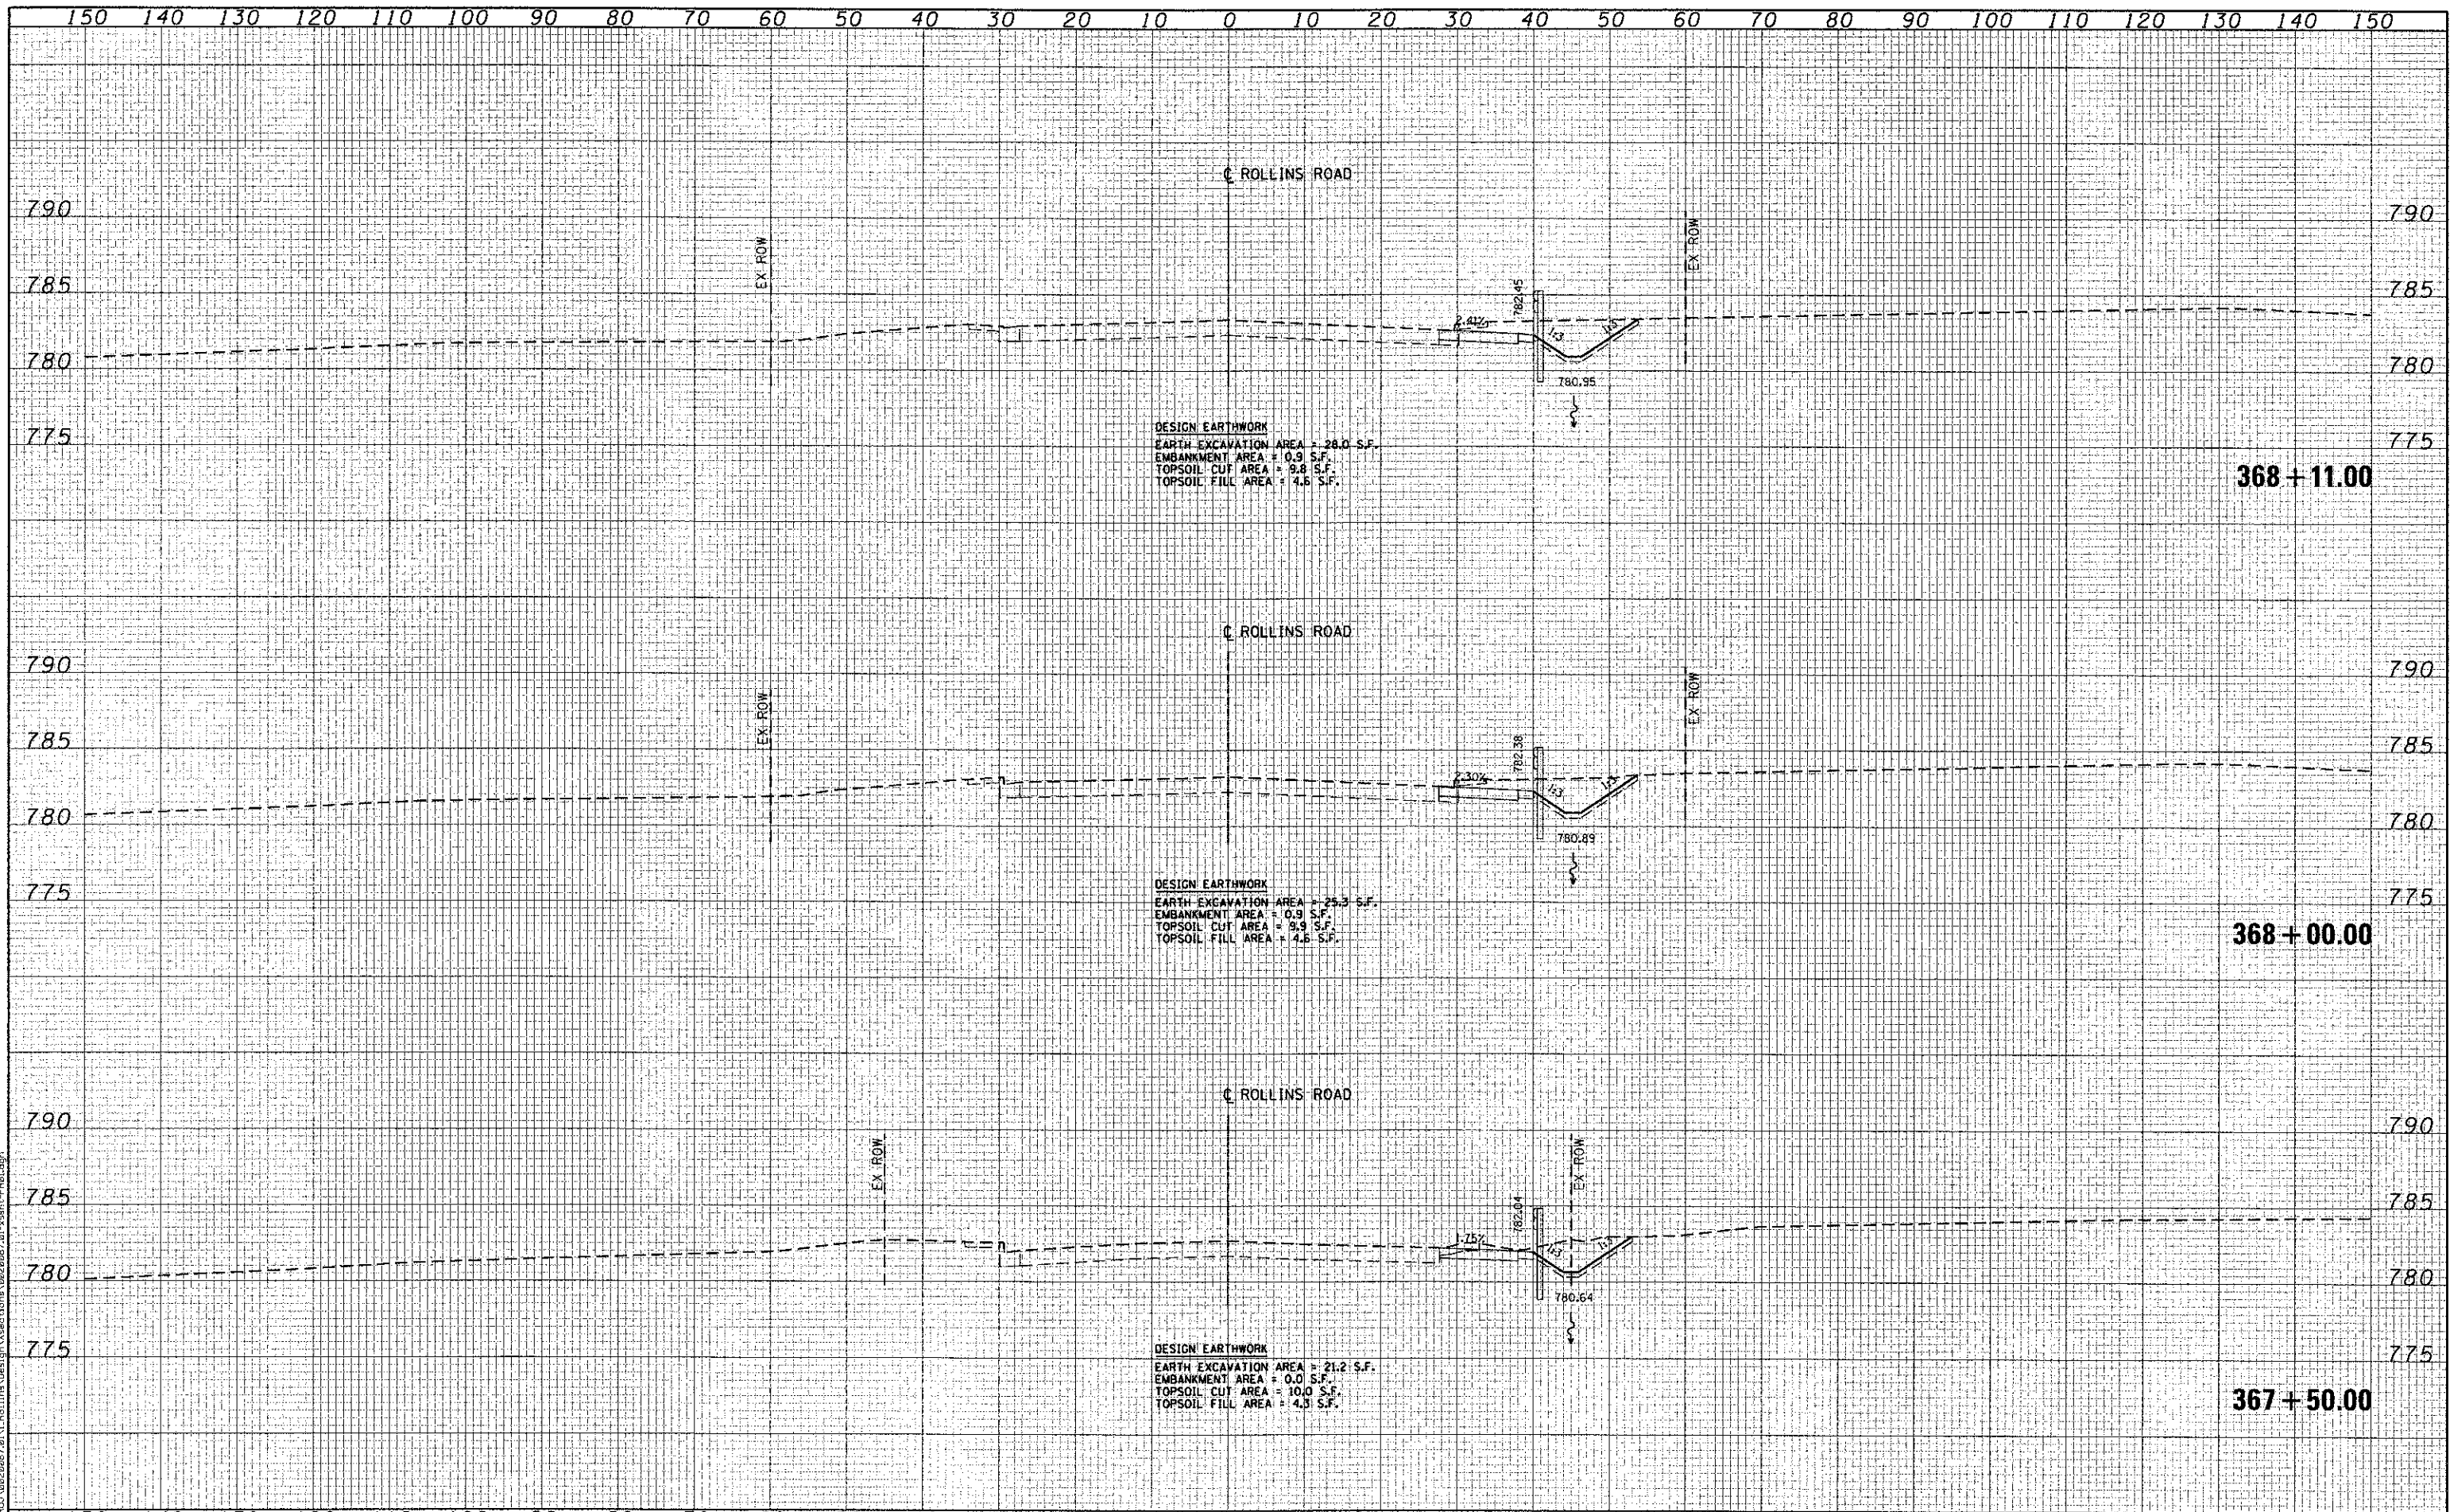 150 140 130 120 110 100 90 80 70 60 50 40 30 20 10 0 10 20 30 40 50 60 70 80 90 100 110 120 130 140 150
℄ ROLLINS ROAD
790 790
EX ROW EX ROW
785 785
782.45
2.41%
1:3 1:3
780 780
780.95
775 775
DESIGN EARTHWORK
EARTH EXCAVATION AREA = 28.0 S.F.
EMBANKMENT AREA = 0.9 S.F.
TOPSOIL CUT AREA = 9.8 S.F.
TOPSOIL FILL AREA = 4.6 S.F.
368 + 11.00
℄ ROLLINS ROAD
790 790
EX ROW EX ROW
785 785
782.38
2.30%
1:3 1:3
780 780
780.89
775 775
DESIGN EARTHWORK
EARTH EXCAVATION AREA = 25.3 S.F.
EMBANKMENT AREA = 0.9 S.F.
TOPSOIL CUT AREA = 9.9 S.F.
TOPSOIL FILL AREA = 4.6 S.F.
368 + 00.00
℄ ROLLINS ROAD
790 790
EX ROW EX ROW
785 785
782.04
1.75%
1:3 1:3
780 780
780.64
775 775
DESIGN EARTHWORK
EARTH EXCAVATION AREA = 21.2 S.F.
EMBANKMENT AREA = 0.0 S.F.
TOPSOIL CUT AREA = 10.0 S.F.
TOPSOIL FILL AREA = 4.3 S.F.
367 + 50.00